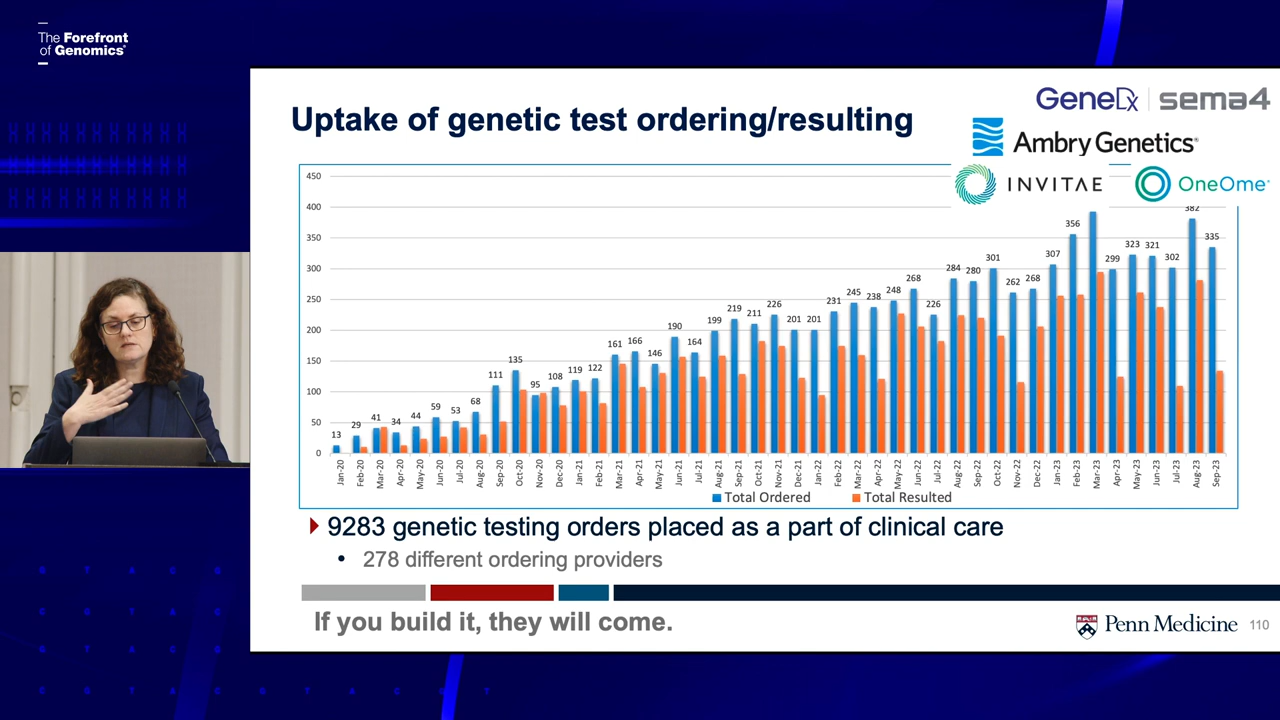 The Forefront
of Genomics®
Uptake of genetic test ordering/resulting
GeneDx | sema4
Ambry Genetics®
INVITAE
OneOme®
450
400
350
300
250
200
150
100
50
0
13
29
41
34
44
59
53
68
111
135
95
108
119
122
161
166
146
190
164
199
219
211
226
201
201
231
245
238
248
268
226
284
280
301
262
268
307
356
299
323
321
302
382
335
Jan-20
Feb-20
Mar-20
Apr-20
May-20
Jun-20
Jul-20
Aug-20
Sep-20
Oct-20
Nov-20
Dec-20
Jan-21
Feb-21
Mar-21
Apr-21
May-21
Jun-21
Jul-21
Aug-21
Sep-21
Oct-21
Nov-21
Dec-21
Jan-22
Feb-22
Mar-22
Apr-22
May-22
Jun-22
Jul-22
Aug-22
Sep-22
Oct-22
Nov-22
Dec-22
Jan-23
Feb-23
Mar-23
Apr-23
May-23
Jun-23
Jul-23
Aug-23
Sep-23
Total Ordered
Total Resulted
9283 genetic testing orders placed as a part of clinical care
• 278 different ordering providers
If you build it, they will come.
Penn Medicine
110